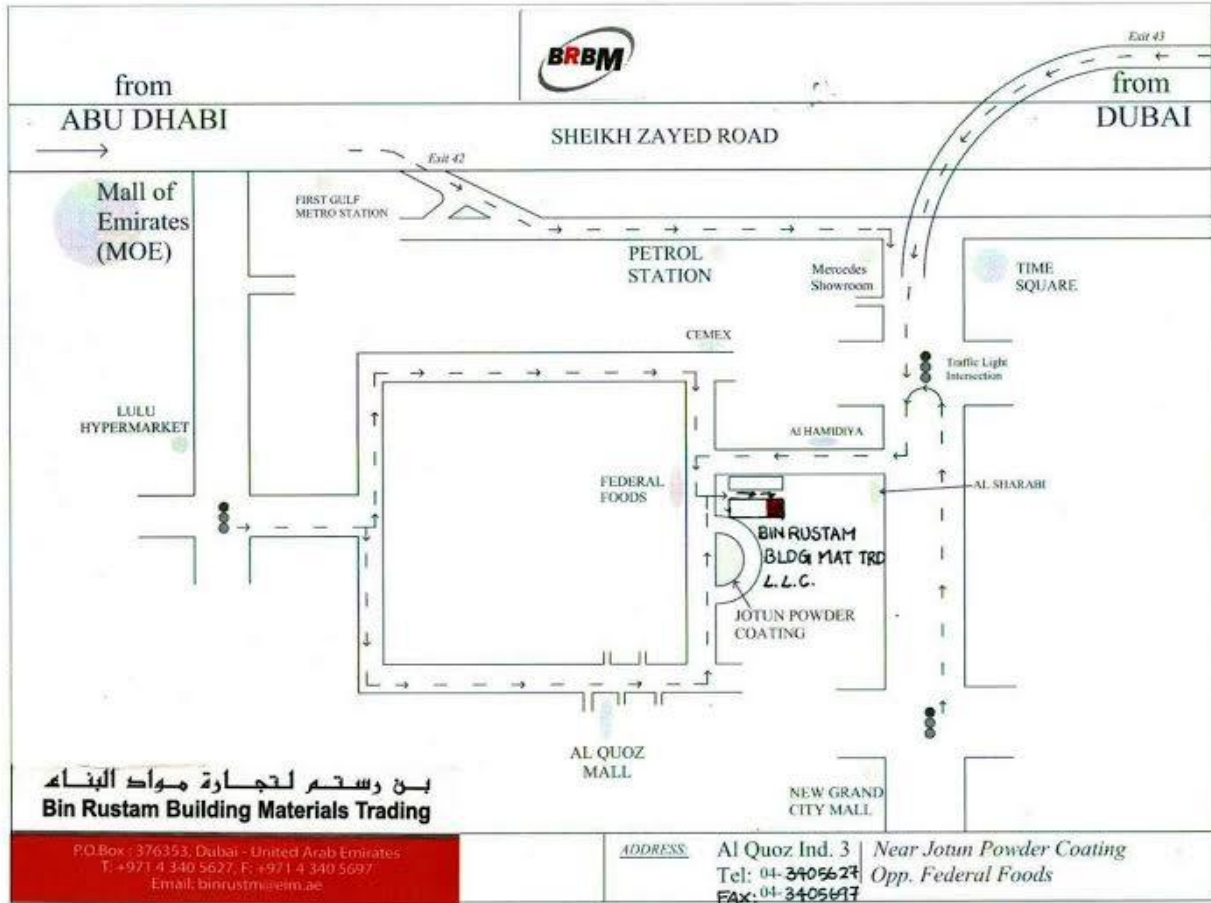 BRBM
Exit 43
from
ABU DHABI
from
DUBAI
SHEIKH ZAYED ROAD
Exit 42
Mall of
Emirates
(MOE)
FIRST GULF
METRO STATION
PETROL
STATION
Mercedes
Showroom
TIME
SQUARE
CEMEX
Traffic Light
Intersection
LULU
HYPERMARKET
Al HAMIDIYA
FEDERAL
FOODS
AL SHARABI
BIN RUSTAM
BLDG MAT TRD
L.L.C.
JOTUN POWDER
COATING
AL QUOZ
MALL
NEW GRAND
CITY MALL
بن رستم لتجارة مواد البناء
Bin Rustam Building Materials Trading
P.O.Box : 376353, Dubai - United Arab Emirates
T: +971 4 340 5627, F: +971 4 340 5697
Email: binrustm@eim.ae
ADDRESS:
Al Quoz Ind. 3
Tel: 04-3405627
FAX: 04-3405697
Near Jotun Powder Coating
Opp. Federal Foods